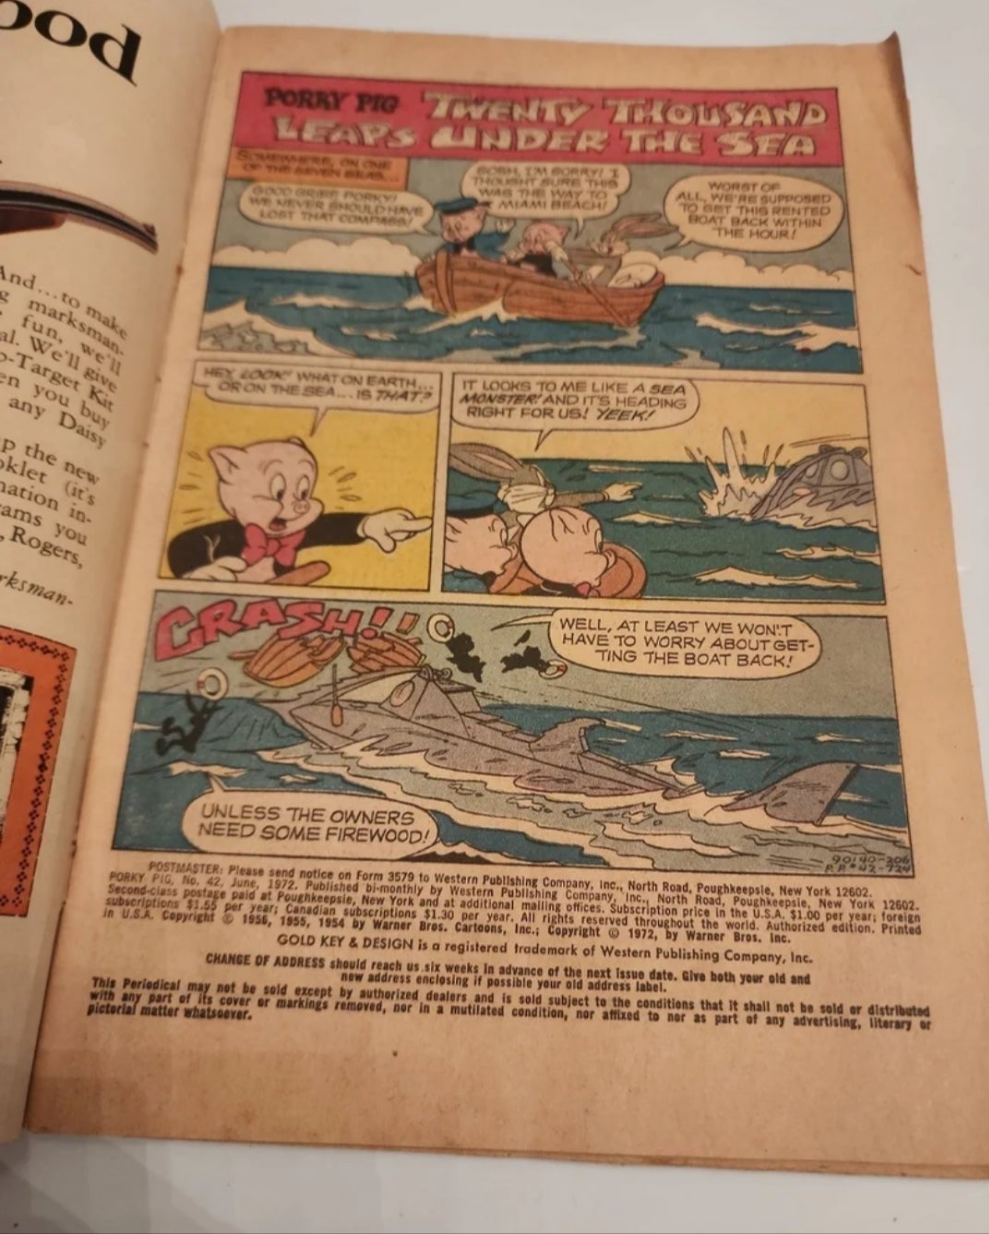 ood
And...to make
g marksman-
fun, we'll
al. We'll give
o-Target Kit
en you buy
any Daisy
p the new
oklet (it's
mation in-
rams you
, Rogers,
rksman-
PORKY PIG TWENTY THOUSAND
LEAPS UNDER THE SEA
SOMEWHERE, ON ONE
OF THE SEVEN SEAS...
GOOD GRIEF PORKY!
WE NEVER SHOULD HAVE
LOST THAT COMPASS!
GOSH, I'M SORRY! I
THOUGHT SURE THIS
WAS THE WAY TO
MIAMI BEACH!
WORST OF
ALL, WE'RE SUPPOSED
TO GET THIS RENTED
BOAT BACK WITHIN
THE HOUR!
HEY, LOOK! WHAT ON EARTH...
OR ON THE SEA... IS THAT?
IT LOOKS TO ME LIKE A SEA
MONSTER! AND IT'S HEADING
RIGHT FOR US! YEEK!
CRASH!!
WELL, AT LEAST WE WON'T
HAVE TO WORRY ABOUT GET-
TING THE BOAT BACK!
UNLESS THE OWNERS
NEED SOME FIREWOOD!
90140-206
P.P.#42-724
POSTMASTER: Please send notice on Form 3579 to Western Publishing Company, Inc., North Road, Poughkeepsie, New York 12602.
PORKY PIG, No. 42, June, 1972. Published bi-monthly by Western Publishing Company, Inc., North Road, Poughkeepsie, New York 12602.
Second-class postage paid at Poughkeepsie, New York and at additional mailing offices. Subscription price in the U.S.A. $1.00 per year; foreign
subscriptions $1.55 per year; Canadian subscriptions $1.30 per year. All rights reserved throughout the world. Authorized edition. Printed
in U.S.A. Copyright © 1956, 1955, 1954 by Warner Bros. Cartoons, Inc.; Copyright © 1972, by Warner Bros. Inc.
GOLD KEY & DESIGN is a registered trademark of Western Publishing Company, Inc.
CHANGE OF ADDRESS should reach us six weeks in advance of the next issue date. Give both your old and
new address enclosing if possible your old address label.
This Periodical may not be sold except by authorized dealers and is sold subject to the conditions that it shall not be sold or distributed
with any part of its cover or markings removed, nor in a mutilated condition, nor affixed to nor as part of any advertising, literary or
pictorial matter whatsoever.